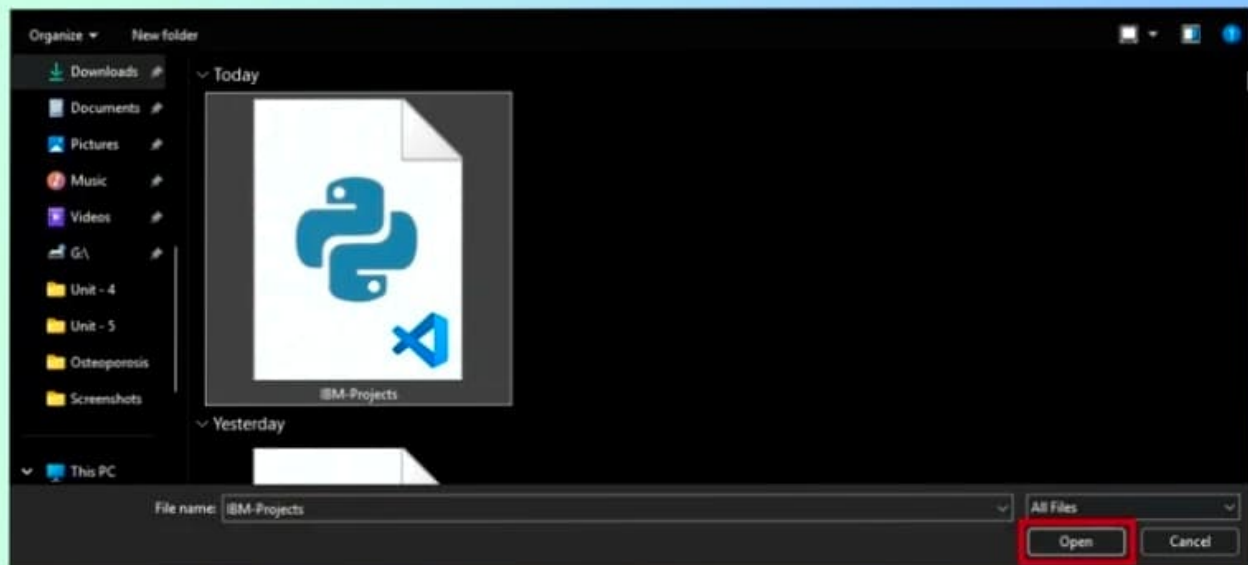 Organize
New folder
Downloads
Documents
Pictures
Music
Videos
G:\
Unit - 4
Unit - 5
Osteoporosis
Screenshots
This PC
Today
IBM-Projects
Yesterday
File name: IBM-Projects
All Files
Open
Cancel